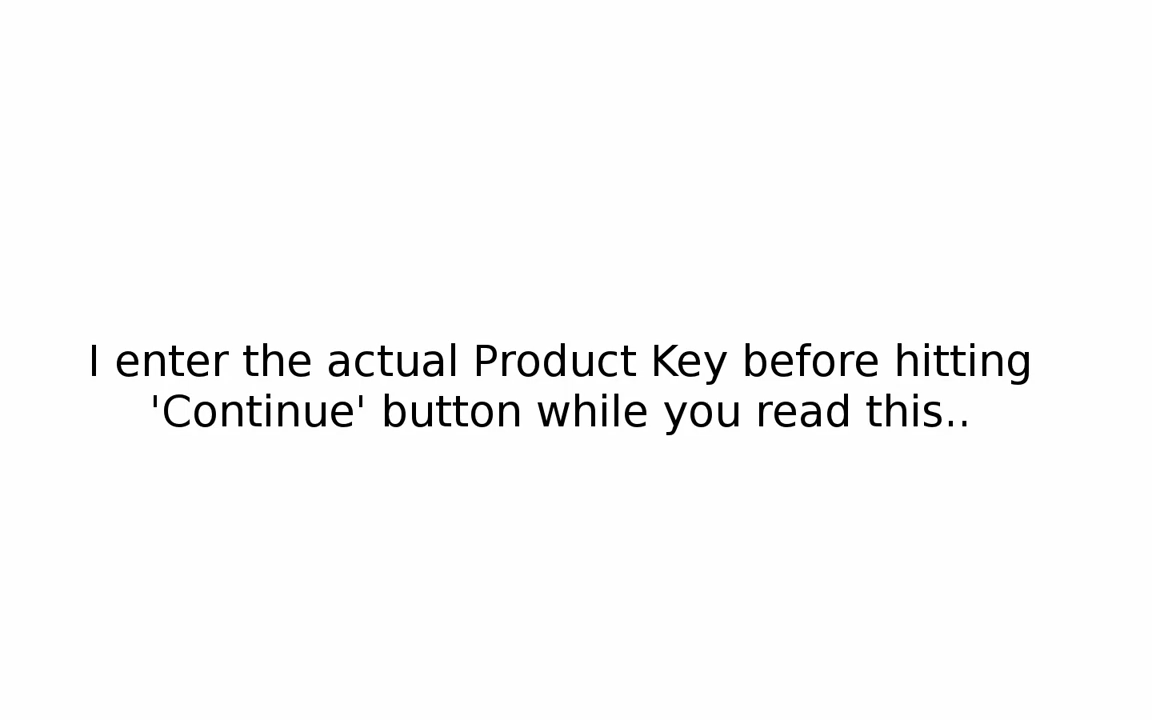 I enter the actual Product Key before hitting
'Continue' button while you read this..